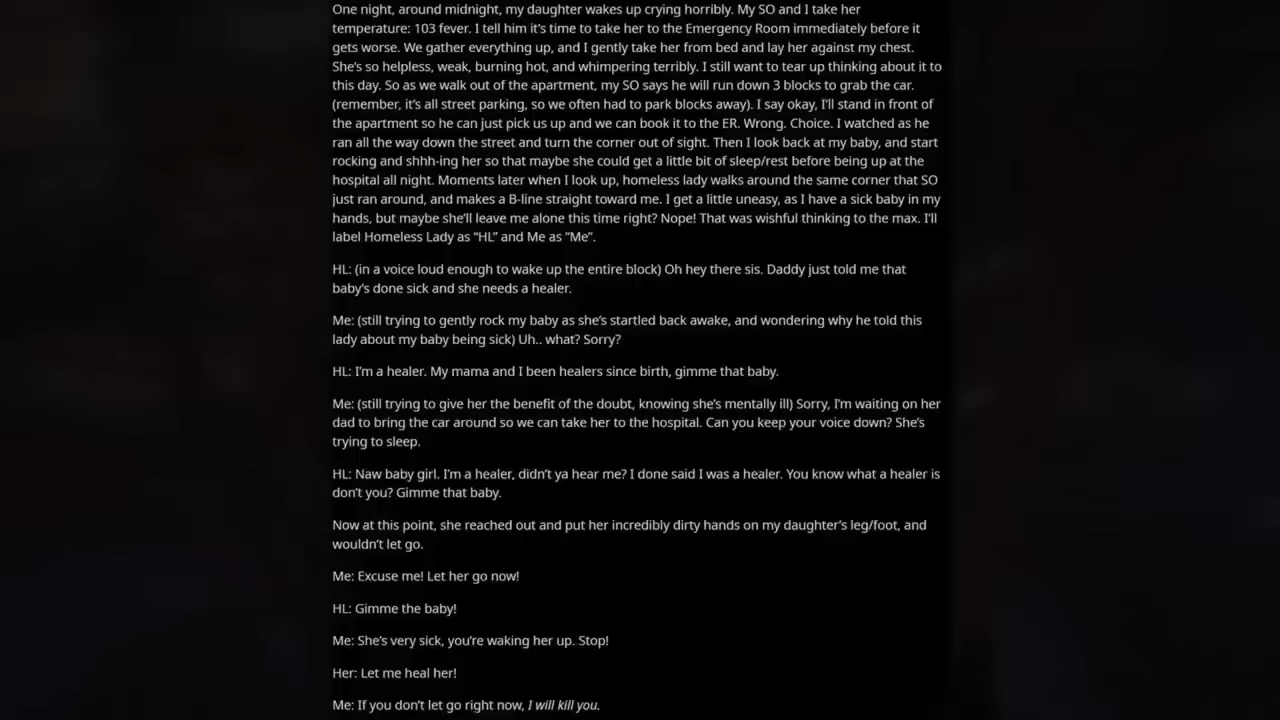 One night, around midnight, my daughter wakes up crying horribly. My SO and I take her
temperature: 103 fever. I tell him it's time to take her to the Emergency Room immediately before it
gets worse. We gather everything up, and I gently take her from bed and lay her against my chest.
She's so helpless, weak, burning hot, and whimpering terribly. I still want to tear up thinking about it to
this day. So as we walk out of the apartment, my SO says he will run down 3 blocks to grab the car.
(remember, it's all street parking, so we often had to park blocks away). I say okay, I'll stand in front of
the apartment so he can just pick us up and we can book it to the ER. Wrong. Choice. I watched as he
ran all the way down the street and turn the corner out of sight. Then I look back at my baby, and start
rocking and shhh-ing her so that maybe she could get a little bit of sleep/rest before being up at the
hospital all night. Moments later when I look up, homeless lady walks around the same corner that SO
just ran around, and makes a B-line straight toward me. I get a little uneasy, as I have a sick baby in my
hands, but maybe she'll leave me alone this time right? Nope! That was wishful thinking to the max. I'll
label Homeless Lady as "HL" and Me as "Me".
HL: (in a voice loud enough to wake up the entire block) Oh hey there sis. Daddy just told me that
baby's done sick and she needs a healer.
Me: (still trying to gently rock my baby as she's startled back awake, and wondering why he told this
lady about my baby being sick) Uh.. what? Sorry?
HL: I'm a healer. My mama and I been healers since birth, gimme that baby.
Me: (still trying to give her the benefit of the doubt, knowing she's mentally ill) Sorry, I'm waiting on her
dad to bring the car around so we can take her to the hospital. Can you keep your voice down? She's
trying to sleep.
HL: Naw baby girl. I'm a healer, didn't ya hear me? I done said I was a healer. You know what a healer is
don't you? Gimme that baby.
Now at this point, she reached out and put her incredibly dirty hands on my daughter's leg/foot, and
wouldn't let go.
Me: Excuse me! Let her go now!
HL: Gimme the baby!
Me: She's very sick, you're waking her up. Stop!
Her: Let me heal her!
Me: If you don't let go right now, I will kill you.